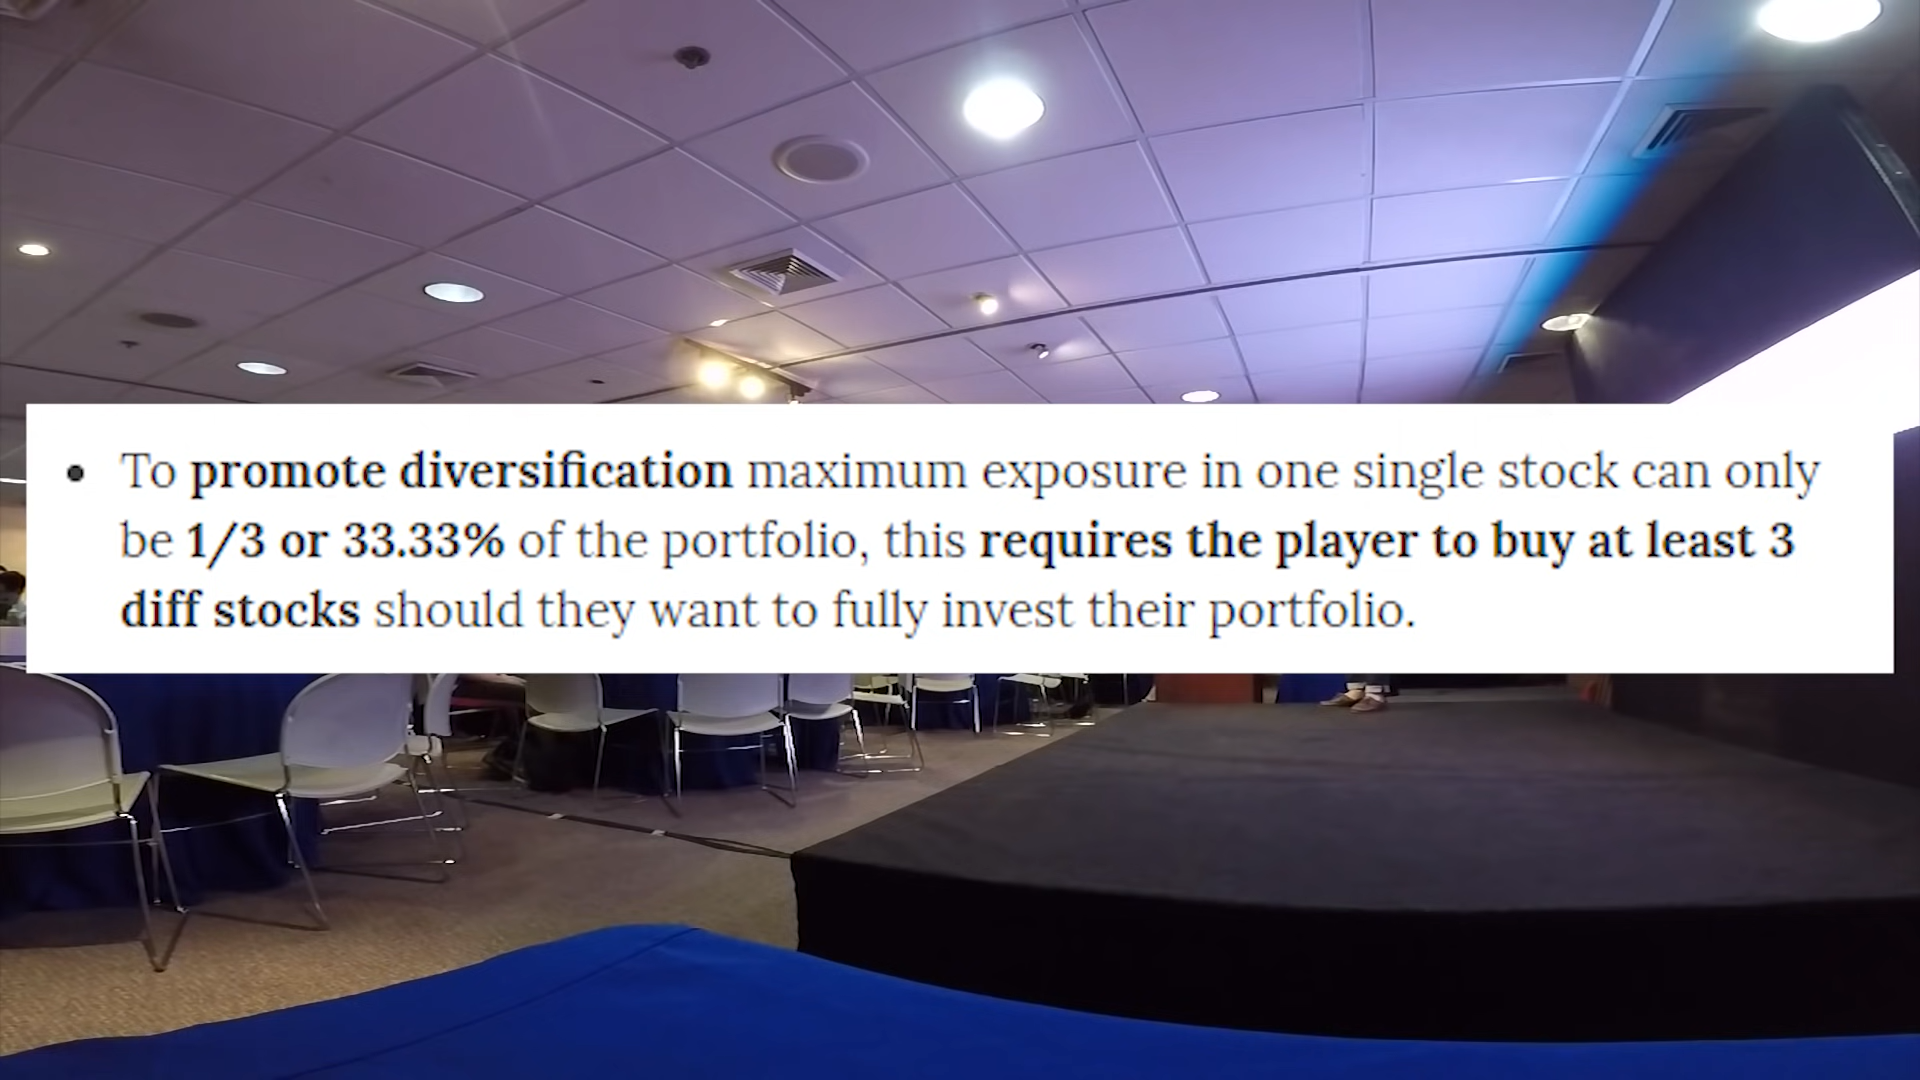 • To promote diversification maximum exposure in one single stock can only
be 1/3 or 33.33% of the portfolio, this requires the player to buy at least 3
diff stocks should they want to fully invest their portfolio.